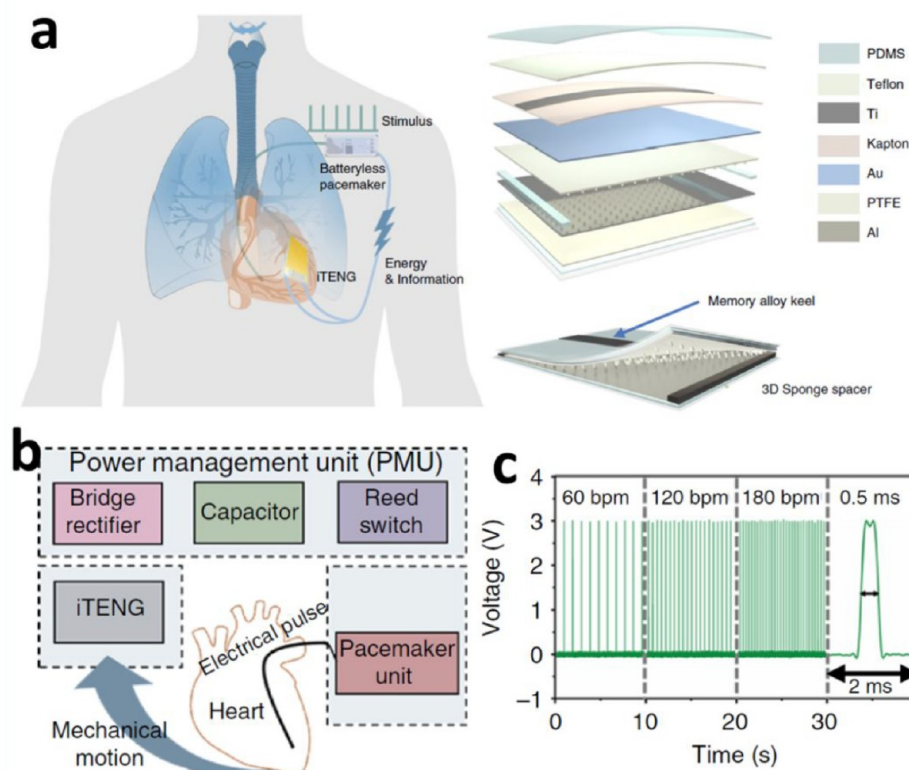 a
Stimulus
Batteryless
pacemaker
Energy
& Information
iTENG
PDMS
Teflon
Ti
Kapton
Au
PTFE
Al
Memory alloy keel
3D Sponge spacer
b
Power management unit (PMU)
Bridge
rectifier
Capacitor
Reed
switch
iTENG
Electrical pulse
Pacemaker
unit
Heart
Mechanical
motion
c
60 bpm
120 bpm
180 bpm
0.5 ms
4
3
2
1
0
–1
Voltage (V)
2 ms
0
10
20
30
Time (s)